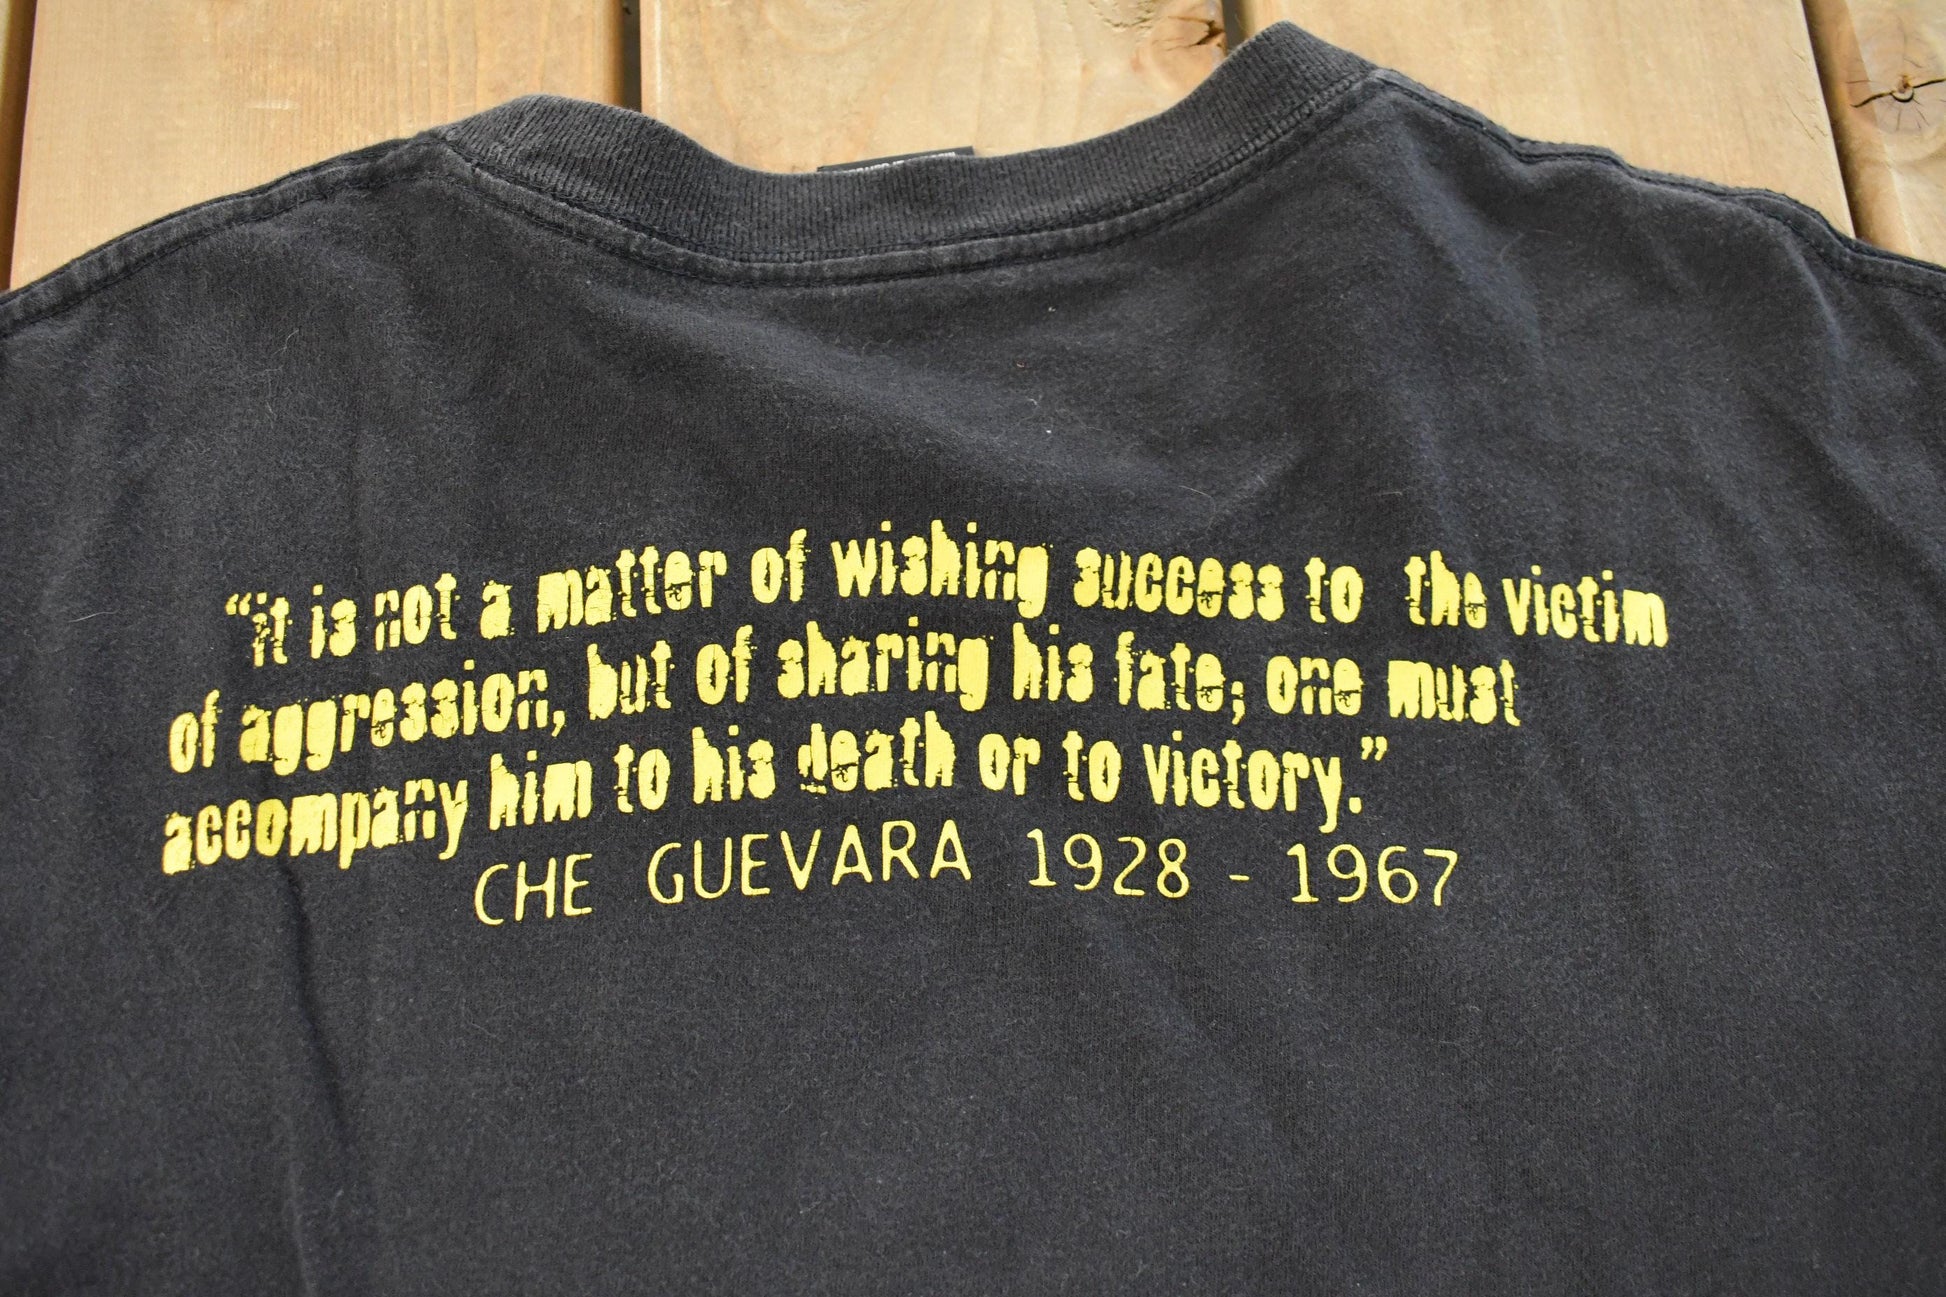 “it is not a matter of wishing success to the victim
of aggression, but of sharing his fate; one must
accompany him to his death or to victory.”
CHE GUEVARA 1928 - 1967